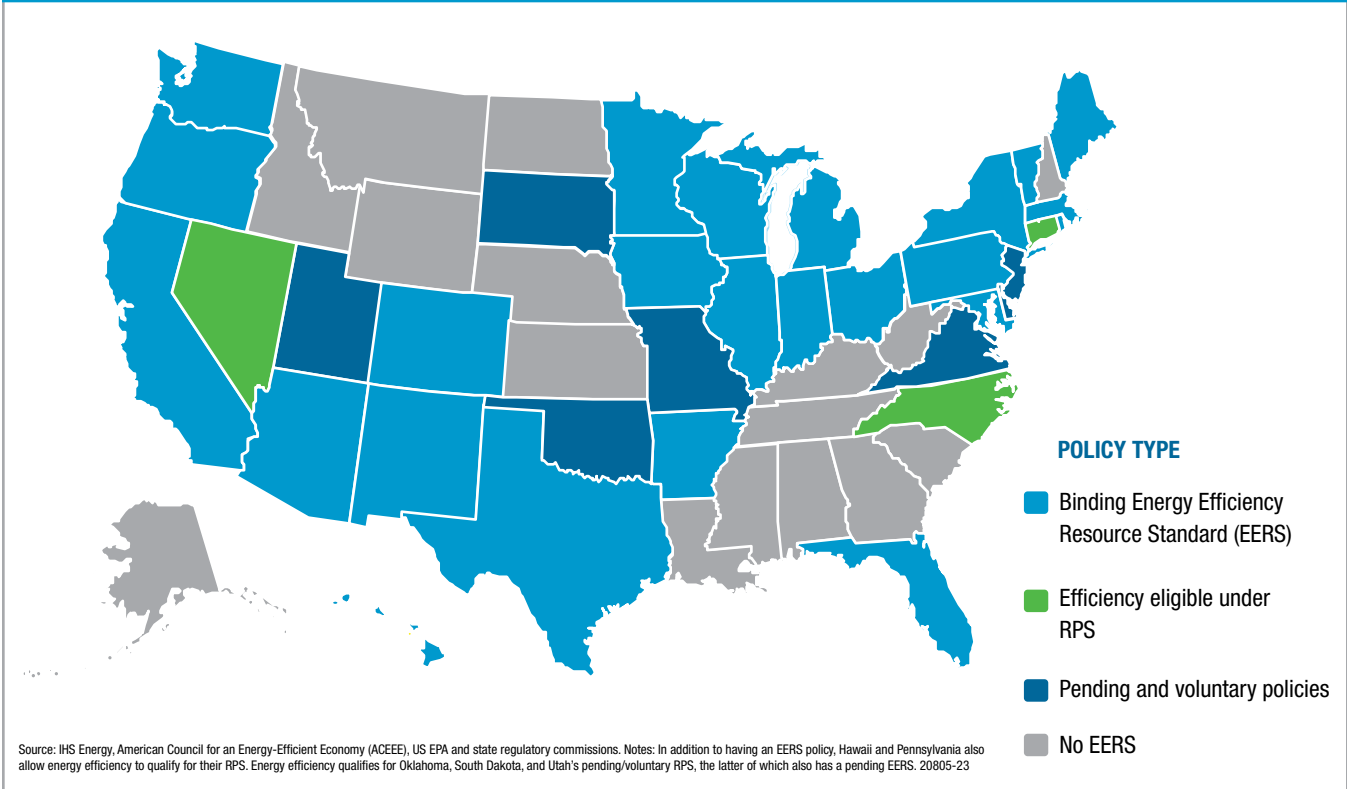 POLICY TYPE
Binding Energy Efficiency
Resource Standard (EERS)
Efficiency eligible under
RPS
Pending and voluntary policies
No EERS
Source: IHS Energy, American Council for an Energy-Efficient Economy (ACEEE), US EPA and state regulatory commissions. Notes: In addition to having an EERS policy, Hawaii and Pennsylvania also
allow energy efficiency to qualify for their RPS. Energy efficiency qualifies for Oklahoma, South Dakota, and Utah's pending/voluntary RPS, the latter of which also has a pending EERS. 20805-23